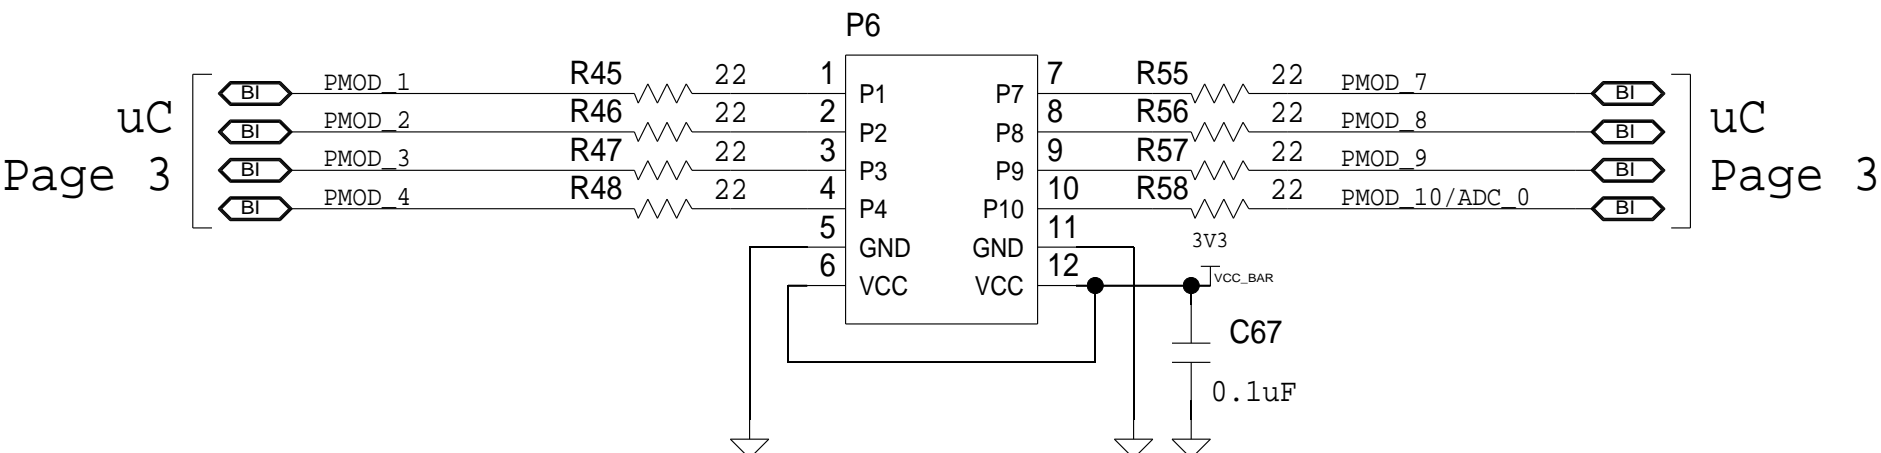 P6
BI PMOD_1 R45 22 1 P1 P7 7 R55 22 PMOD_7 BI
BI PMOD_2 R46 22 2 P2 P8 8 R56 22 PMOD_8 BI
BI PMOD_3 R47 22 3 P3 P9 9 R57 22 PMOD_9 BI
BI PMOD_4 R48 22 4 P4 P10 10 R58 22 PMOD_10/ADC_0 BI
uC
Page 3
uC
Page 3
5 GND GND 11
6 VCC VCC 12
3V3
VCC_BAR
C67
0.1uF